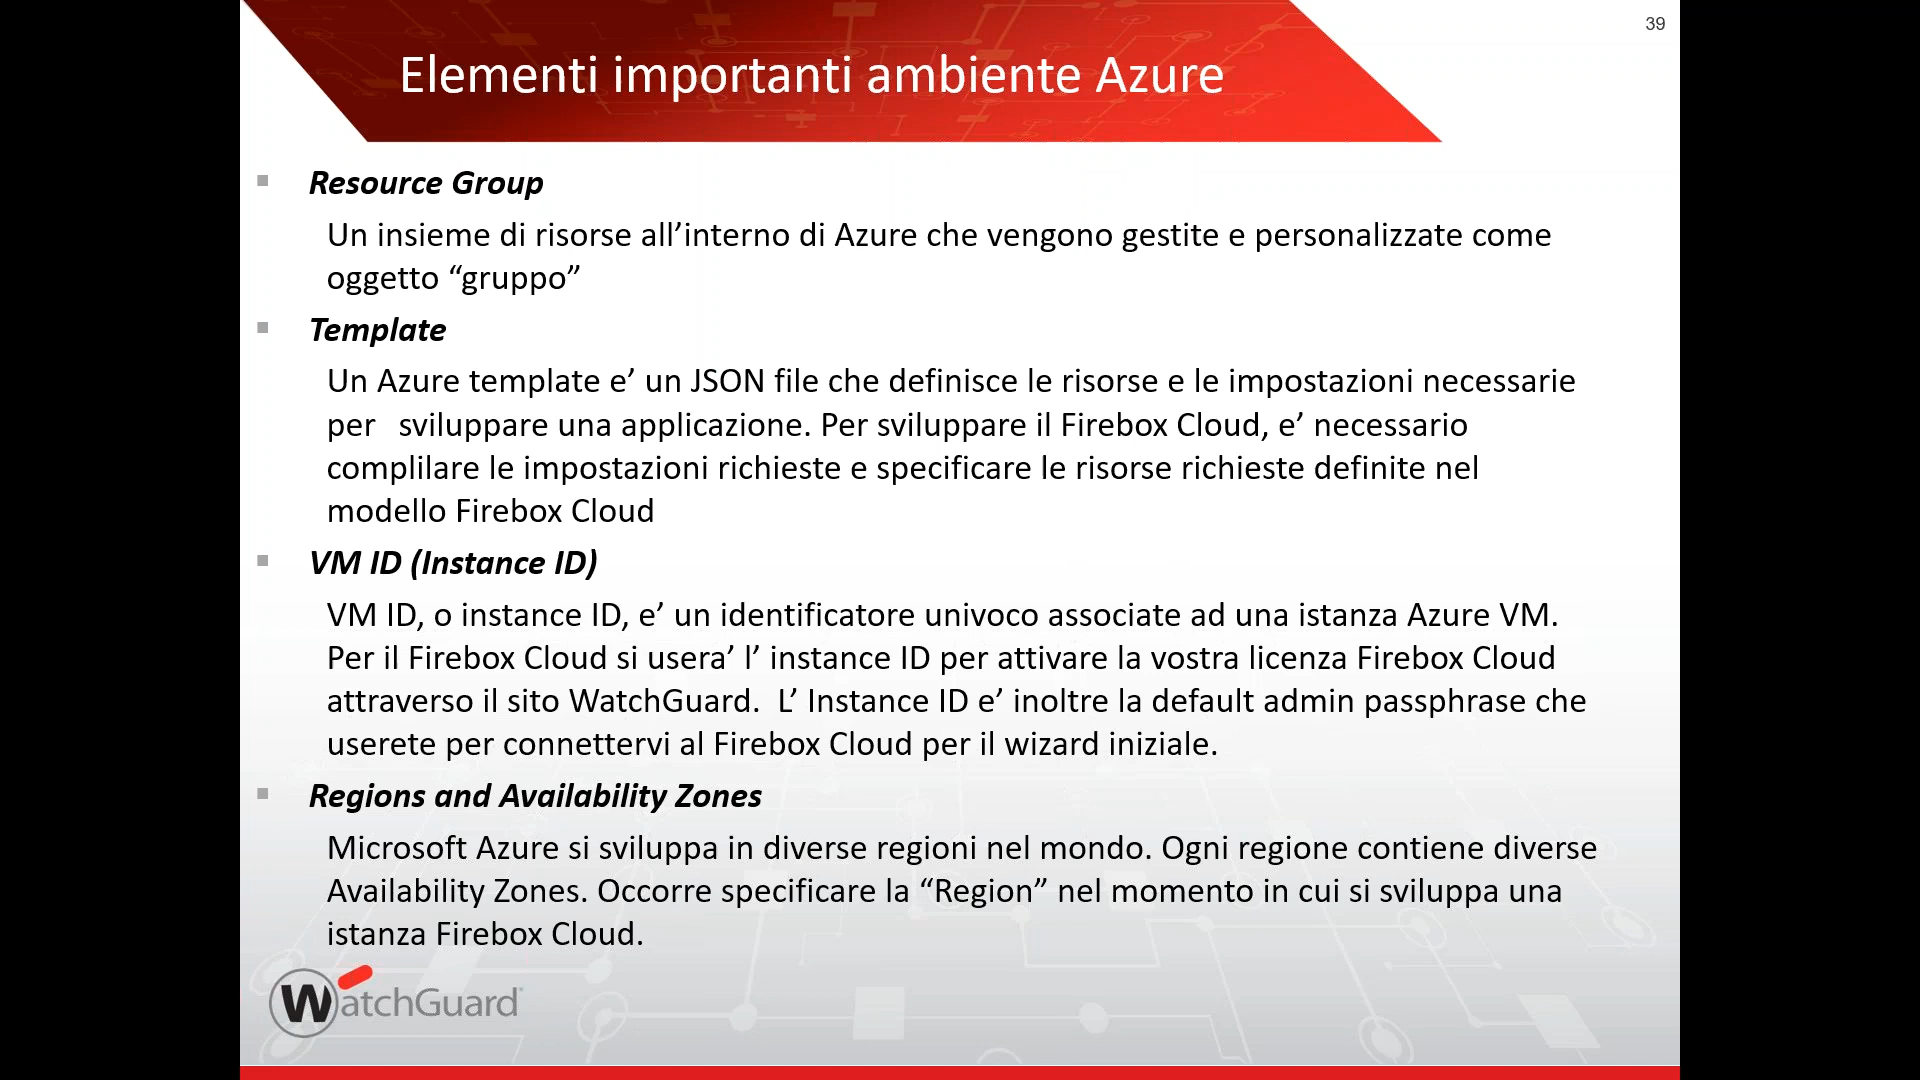 39
Elementi importanti ambiente Azure
▪ Resource Group
Un insieme di risorse all’interno di Azure che vengono gestite e personalizzate come
oggetto “gruppo”
▪ Template
Un Azure template e’ un JSON file che definisce le risorse e le impostazioni necessarie
per   sviluppare una applicazione. Per sviluppare il Firebox Cloud, e’ necessario
complilare le impostazioni richieste e specificare le risorse richieste definite nel
modello Firebox Cloud
▪ VM ID (Instance ID)
VM ID, o instance ID, e’ un identificatore univoco associate ad una istanza Azure VM.
Per il Firebox Cloud si usera’ l’ instance ID per attivare la vostra licenza Firebox Cloud
attraverso il sito WatchGuard.  L’ Instance ID e’ inoltre la default admin passphrase che
userete per connettervi al Firebox Cloud per il wizard iniziale.
▪ Regions and Availability Zones
Microsoft Azure si sviluppa in diverse regioni nel mondo. Ogni regione contiene diverse
Availability Zones. Occorre specificare la “Region” nel momento in cui si sviluppa una
istanza Firebox Cloud.
WatchGuard